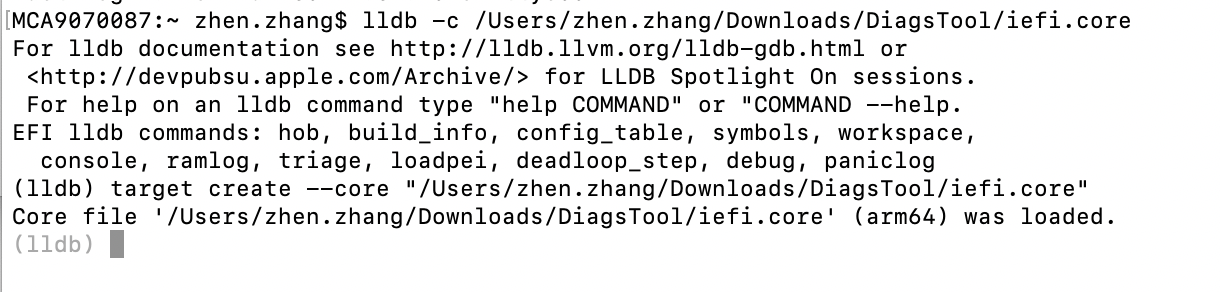 [MCA9070087:~ zhen.zhang$ lldb -c /Users/zhen.zhang/Downloads/DiagsTool/iefi.core
For lldb documentation see http://lldb.llvm.org/lldb-gdb.html or
 <http://devpubsu.apple.com/Archive/> for LLDB Spotlight On sessions.
 For help on an lldb command type "help COMMAND" or "COMMAND --help.
EFI lldb commands: hob, build_info, config_table, symbols, workspace,
  console, ramlog, triage, loadpei, deadloop_step, debug, paniclog
(lldb) target create --core "/Users/zhen.zhang/Downloads/DiagsTool/iefi.core"
Core file '/Users/zhen.zhang/Downloads/DiagsTool/iefi.core' (arm64) was loaded.
(lldb)